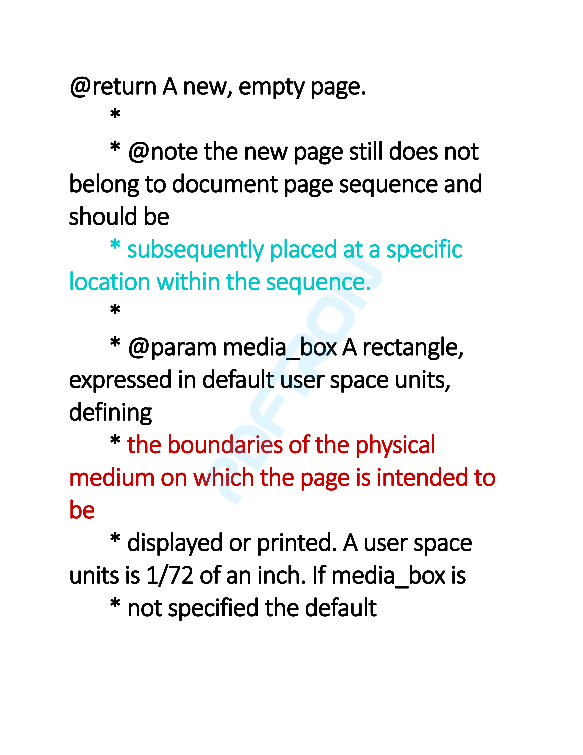 @return A new, empty page.
*
* @note the new page still does not
belong to document page sequence and
should be
* subsequently placed at a specific
location within the sequence.
*
* @param media_box A rectangle,
expressed in default user space units,
defining
* the boundaries of the physical
medium on which the page is intended to
be
* displayed or printed. A user space
units is 1/72 of an inch. If media_box is
* not specified the default
PDFTRON